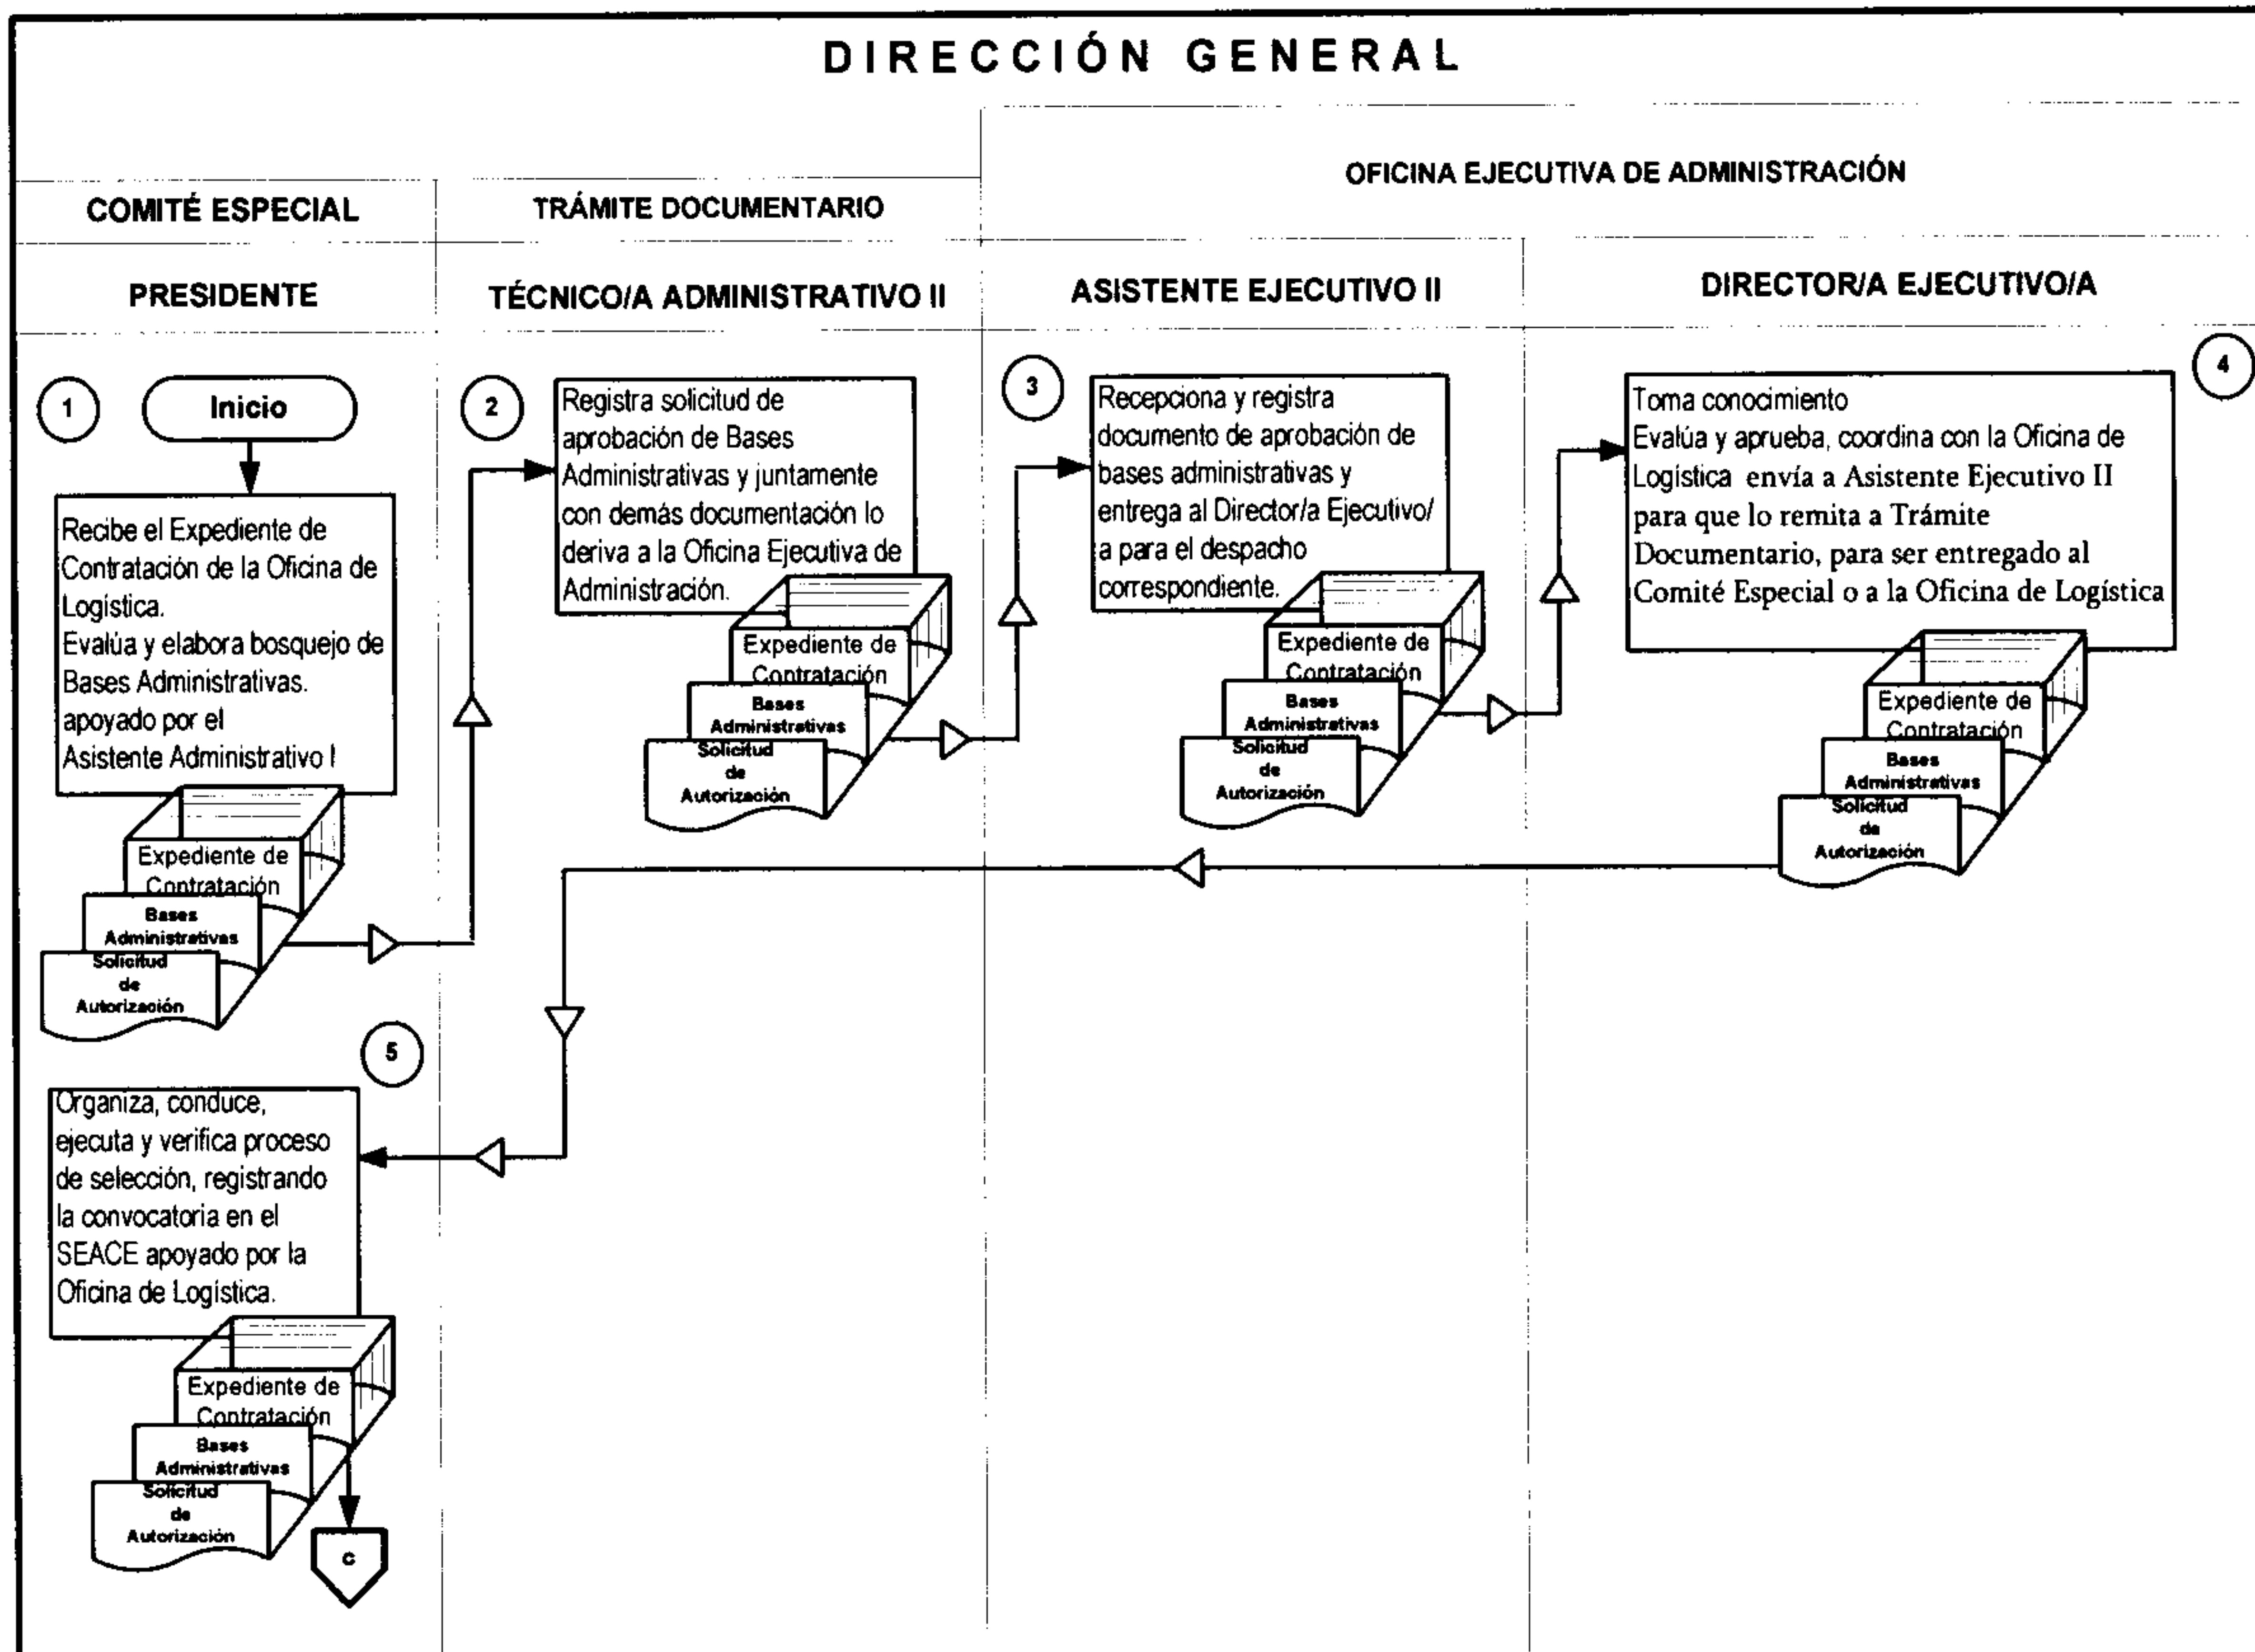 DIRECCIÓN GENERAL
OFICINA EJECUTIVA DE ADMINISTRACIÓN
COMITÉ ESPECIAL
TRÁMITE DOCUMENTARIO
PRESIDENTE
TÉCNICO/A ADMINISTRATIVO II
ASISTENTE EJECUTIVO II
DIRECTOR/A EJECUTIVO/A
1
Inicio
Recibe el Expediente de
Contratación de la Oficina de
Logística.
Evalúa y elabora bosquejo de
Bases Administrativas.
apoyado por el
Asistente Administrativo I
Expediente de
Contratación
Bases
Administrativas
Solicitud
de
Autorización
2
Registra solicitud de
aprobación de Bases
Administrativas y juntamente
con demás documentación lo
deriva a la Oficina Ejecutiva de
Administración.
Expediente de
Contratación
Bases
Administrativas
Solicitud
de
Autorización
3
Recepciona y registra
documento de aprobación de
bases administrativas y
entrega al Director/a Ejecutivo/
a para el despacho
correspondiente.
Expediente de
Contratación
Bases
Administrativas
Solicitud
de
Autorización
4
Toma conocimiento
Evalúa y aprueba, coordina con la Oficina de
Logística envía a Asistente Ejecutivo II
para que lo remita a Trámite
Documentario, para ser entregado al
Comité Especial o a la Oficina de Logística
Expediente de
Contratación
Bases
Administrativas
Solicitud
de
Autorización
5
Organiza, conduce,
ejecuta y verifica proceso
de selección, registrando
la convocatoria en el
SEACE apoyado por la
Oficina de Logística.
Expediente de
Contratación
Bases
Administrativas
Solicitud
de
Autorización
C